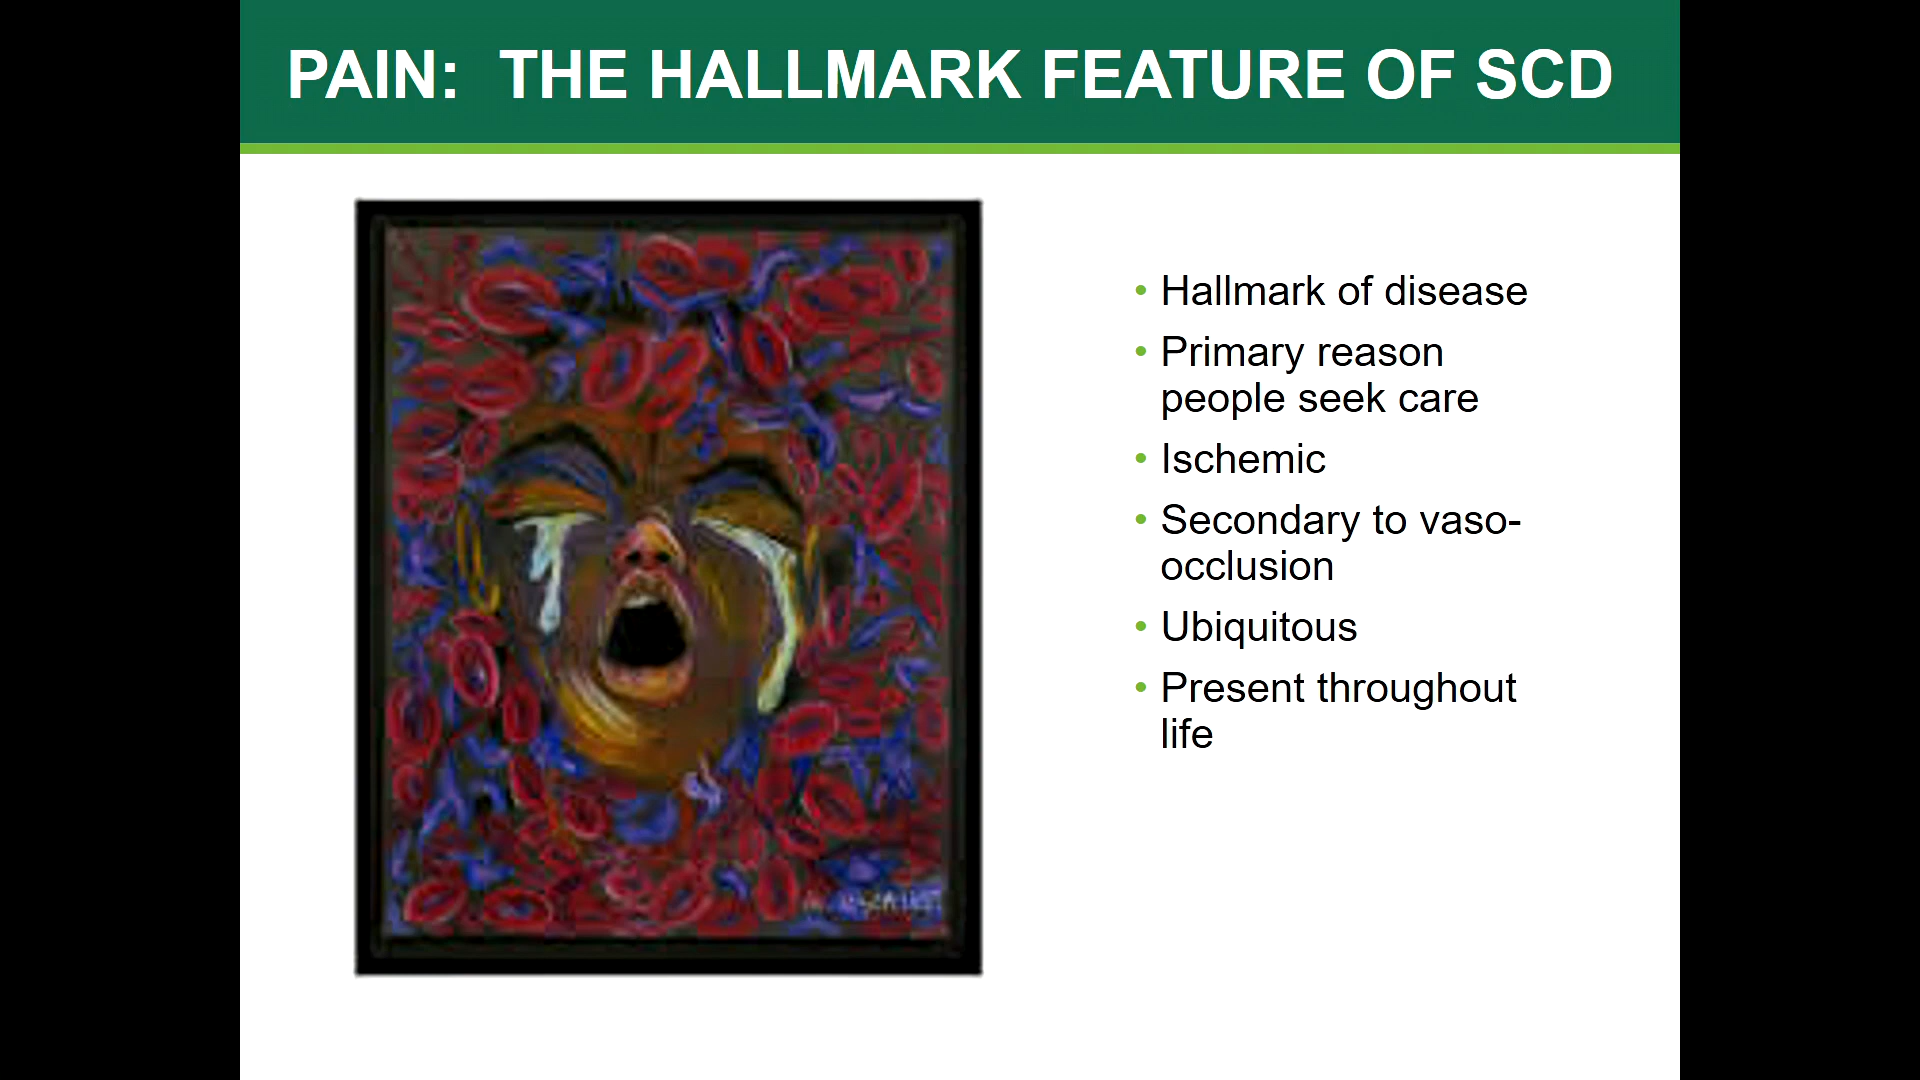 PAIN: THE HALLMARK FEATURE OF SCD
• Hallmark of disease
• Primary reason
people seek care
• Ischemic
• Secondary to vaso-
occlusion
• Ubiquitous
• Present throughout
life